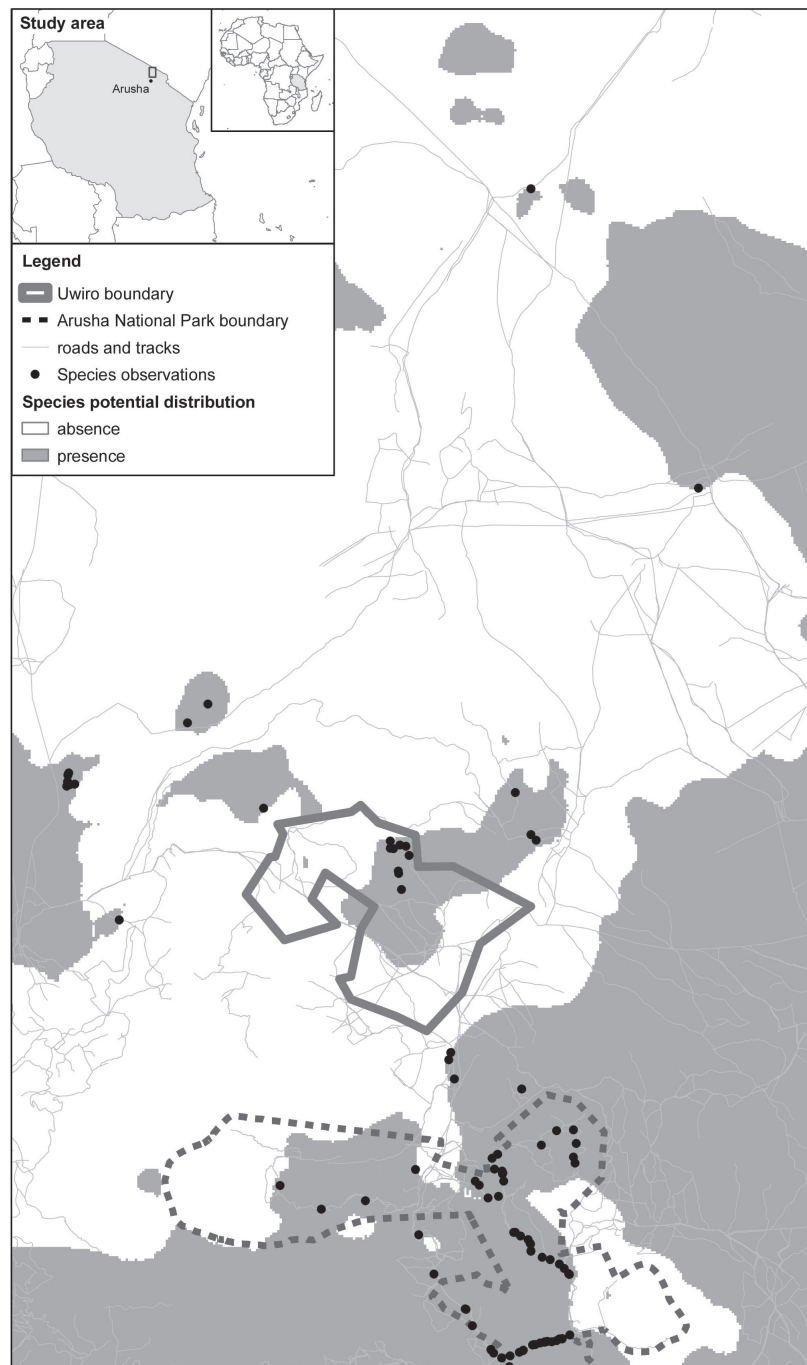 Study area
Arusha
Legend
Uwiro boundary
Arusha National Park boundary
roads and tracks
Species observations
Species potential distribution
absence
presence